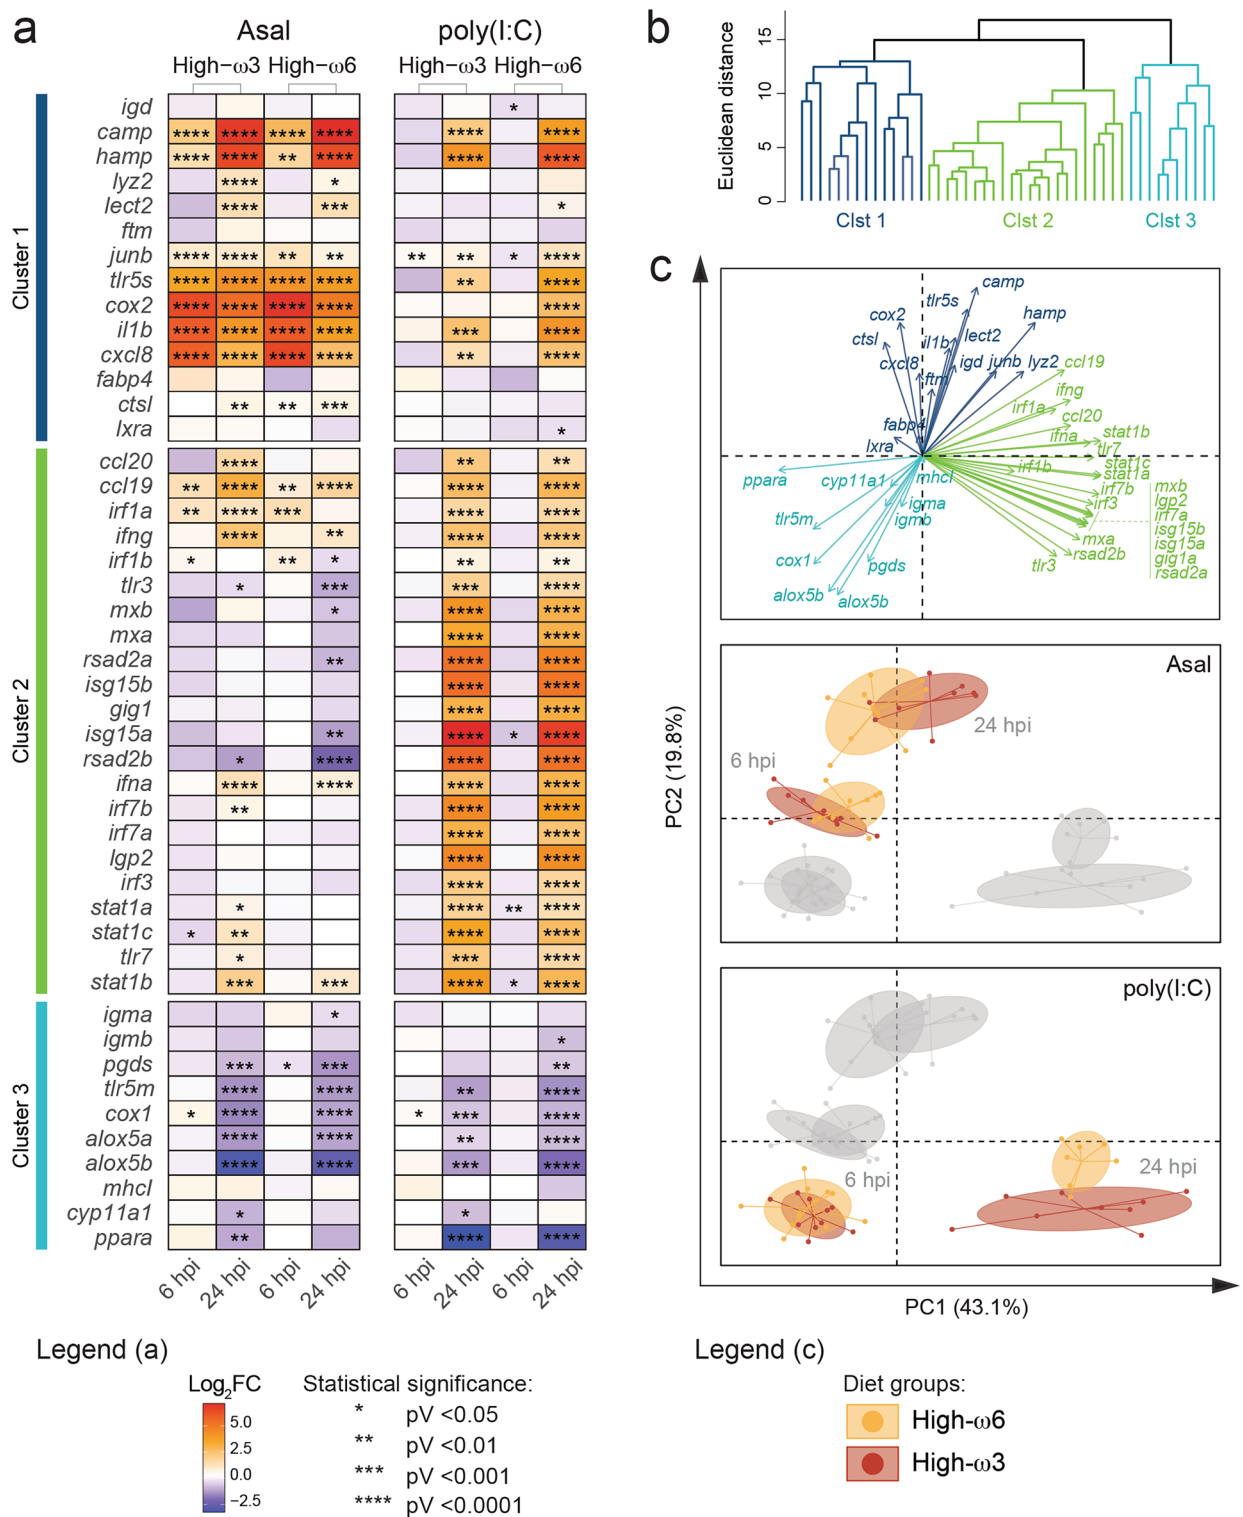 a
Asal
poly(I:C)
High-ω3 High-ω6
High-ω3 High-ω6
Cluster 1
igd *
camp **** **** **** **** **** ****
hamp **** **** ** **** **** ****
lyz2 **** *
lect2 **** *** *
ftm
junb **** **** ** ** ** ** * ****
tlr5s **** **** **** **** ** ****
cox2 **** **** **** **** ****
il1b **** **** **** **** *** ****
cxcl8 **** **** **** **** ** ****
fabp4
ctsl ** ** ***
lxra *
Cluster 2
ccl20 **** ** **
ccl19 ** **** ** **** **** ****
irf1a ** **** *** **** ****
ifng **** ** **** ****
irf1b * ** * ** **
tlr3 * *** *** ****
mxb * **** ****
mxa **** ****
rsad2a ** **** ****
isg15b **** ****
gig1 **** ****
isg15a ** **** * ****
rsad2b * **** **** ****
ifna **** **** **** ****
irf7b ** **** ****
irf7a **** ****
lgp2 **** ****
irf3 **** ****
stat1a * **** ** ****
stat1c * ** **** ****
tlr7 * *** ****
stat1b *** *** **** * ****
Cluster 3
igma *
igmb *
pgds *** * *** **
tlr5m **** **** ** ****
cox1 * **** **** * *** ****
alox5a **** **** ** ****
alox5b **** **** *** ****
mhcI
cyp11a1 * *
ppara ** **** ****
6 hpi 24 hpi 6 hpi 24 hpi
6 hpi 24 hpi 6 hpi 24 hpi
Legend (a)
Log2FC
5.0
2.5
0.0
−2.5
Statistical significance:
* pV <0.05
** pV <0.01
*** pV <0.001
**** pV <0.0001
b
Euclidean distance
15
10
5
0
Clst 1
Clst 2
Clst 3
c
camp
tlr5s
cox2
hamp
ctsl
il1b
lect2
cxcl8
igd
junb
lyz2
ccl19
ftm
ifng
irf1a
ccl20
fabp4
ifna
stat1b
lxra
tlr7
irf1b
stat1c
stat1a
ppara
cyp11a1
mhcI
irf7b
mxb
igma
irf3
lgp2
tlr5m
igmb
irf7a
isg15b
mxa
isg15a
cox1
pgds
tlr3
rsad2b
gig1a
rsad2a
alox5b
alox5b
Asal
24 hpi
6 hpi
poly(I:C)
6 hpi
24 hpi
PC2 (19.8%)
PC1 (43.1%)
Legend (c)
Diet groups:
High-ω6
High-ω3